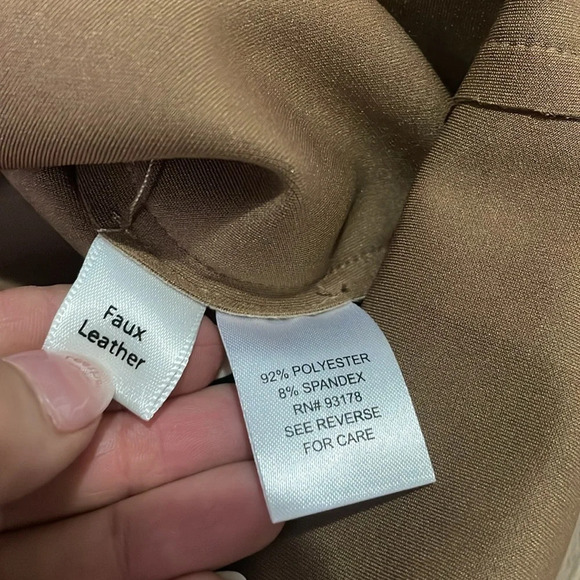 Faux
Leather
92% POLYESTER
8% SPANDEX
RN# 93178
SEE REVERSE
FOR CARE